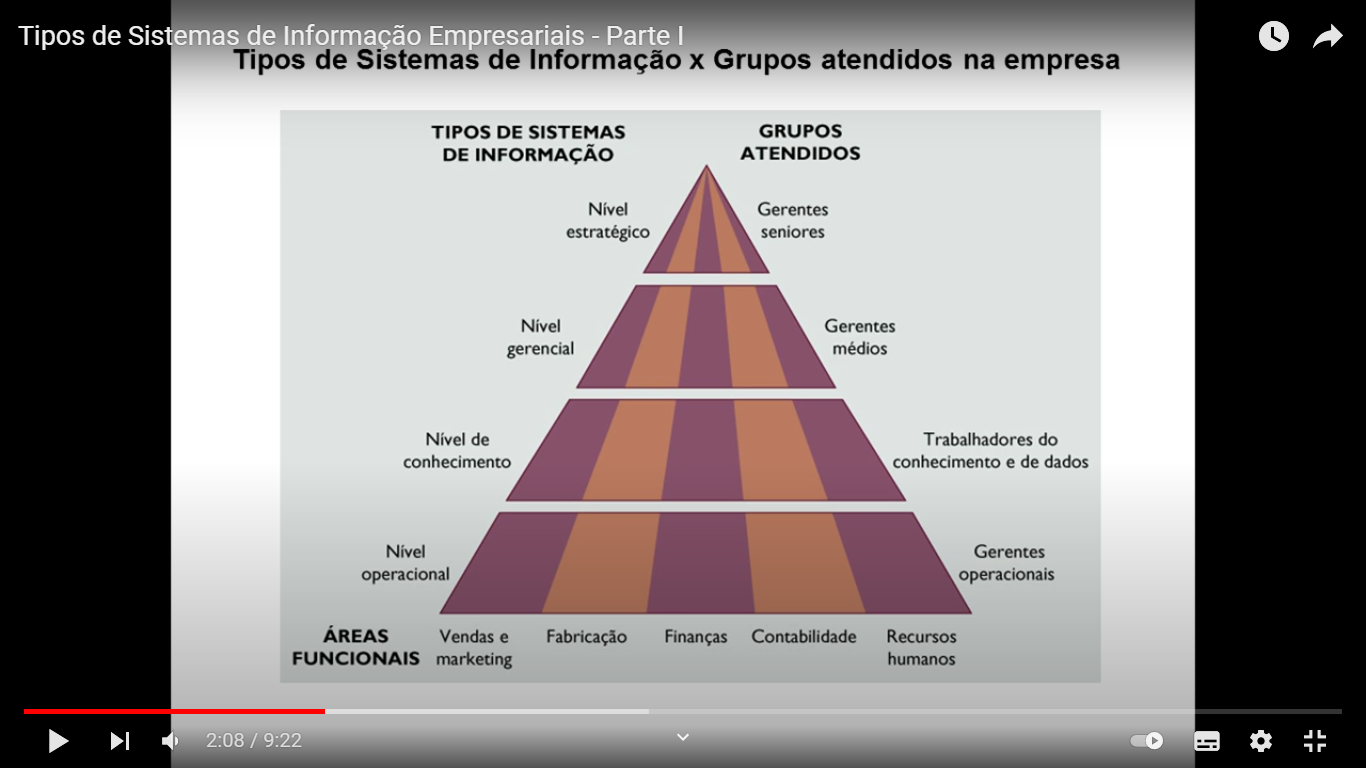 Tipos de Sistemas de Informação Empresariais - Parte I
Tipos de Sistemas de Informação x Grupos atendidos na empresa
TIPOS DE SISTEMAS
DE INFORMAÇÃO
GRUPOS
ATENDIDOS
Nível
estratégico
Gerentes
seniores
Nível
gerencial
Gerentes
médios
Nível de
conhecimento
Trabalhadores do
conhecimento e de dados
Nível
operacional
Gerentes
operacionais
ÁREAS
FUNCIONAIS
Vendas e
marketing
Fabricação
Finanças
Contabilidade
Recursos
humanos
2:08 / 9:22